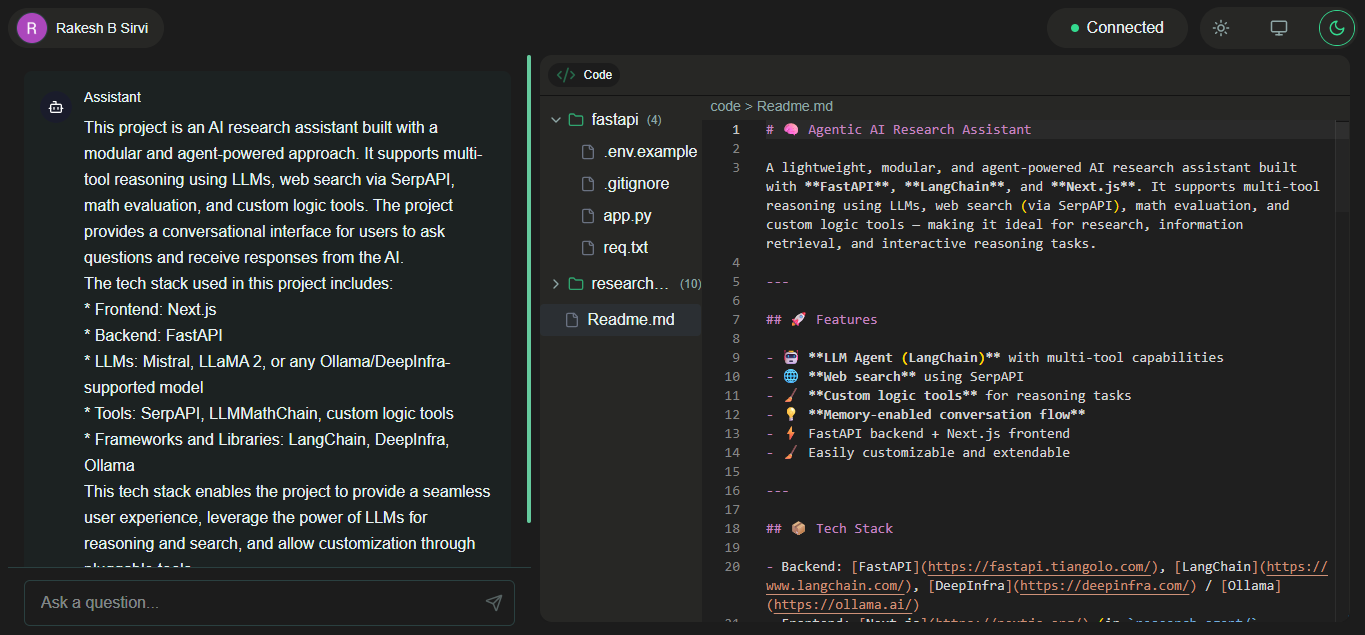 R Rakesh B Sirvi
Connected
Assistant
This project is an AI research assistant built with a
modular and agent-powered approach. It supports multi-
tool reasoning using LLMs, web search via SerpAPI,
math evaluation, and custom logic tools. The project
provides a conversational interface for users to ask
questions and receive responses from the AI.
The tech stack used in this project includes:
* Frontend: Next.js
* Backend: FastAPI
* LLMs: Mistral, LLaMA 2, or any Ollama/DeepInfra-
supported model
* Tools: SerpAPI, LLMMathChain, custom logic tools
* Frameworks and Libraries: LangChain, DeepInfra,
Ollama
This tech stack enables the project to provide a seamless
user experience, leverage the power of LLMs for
reasoning and search, and allow customization through
pluggable tools
Ask a question...
</> Code
fastapi (4)
.env.example
.gitignore
app.py
req.txt
research... (10)
Readme.md
code > Readme.md
1 # 🧠 Agentic AI Research Assistant
2
3 A lightweight, modular, and agent-powered AI research assistant built
with **FastAPI**, **LangChain**, and **Next.js**. It supports multi-tool
reasoning using LLMs, web search (via SerpAPI), math evaluation, and
custom logic tools — making it ideal for research, information
retrieval, and interactive reasoning tasks.
4
5 ---
6
7 ## 🚀 Features
8
9 - 🤖 **LLM Agent (LangChain)** with multi-tool capabilities
10 - 🌐 **Web search** using SerpAPI
11 - 🧹 **Custom logic tools** for reasoning tasks
12 - 💡 **Memory-enabled conversation flow**
13 - ⚡ FastAPI backend + Next.js frontend
14 - 🧹 Easily customizable and extendable
15
16 ---
17
18 ## 📦 Tech Stack
19
20 - Backend: [FastAPI](https://fastapi.tiangolo.com/), [LangChain](https://
www.langchain.com/), [DeepInfra](https://deepinfra.com/) / [Ollama]
(https://ollama.ai/)
21 - Frontend: [Next.js](https://nextjs.org/) (in `research-agent/`